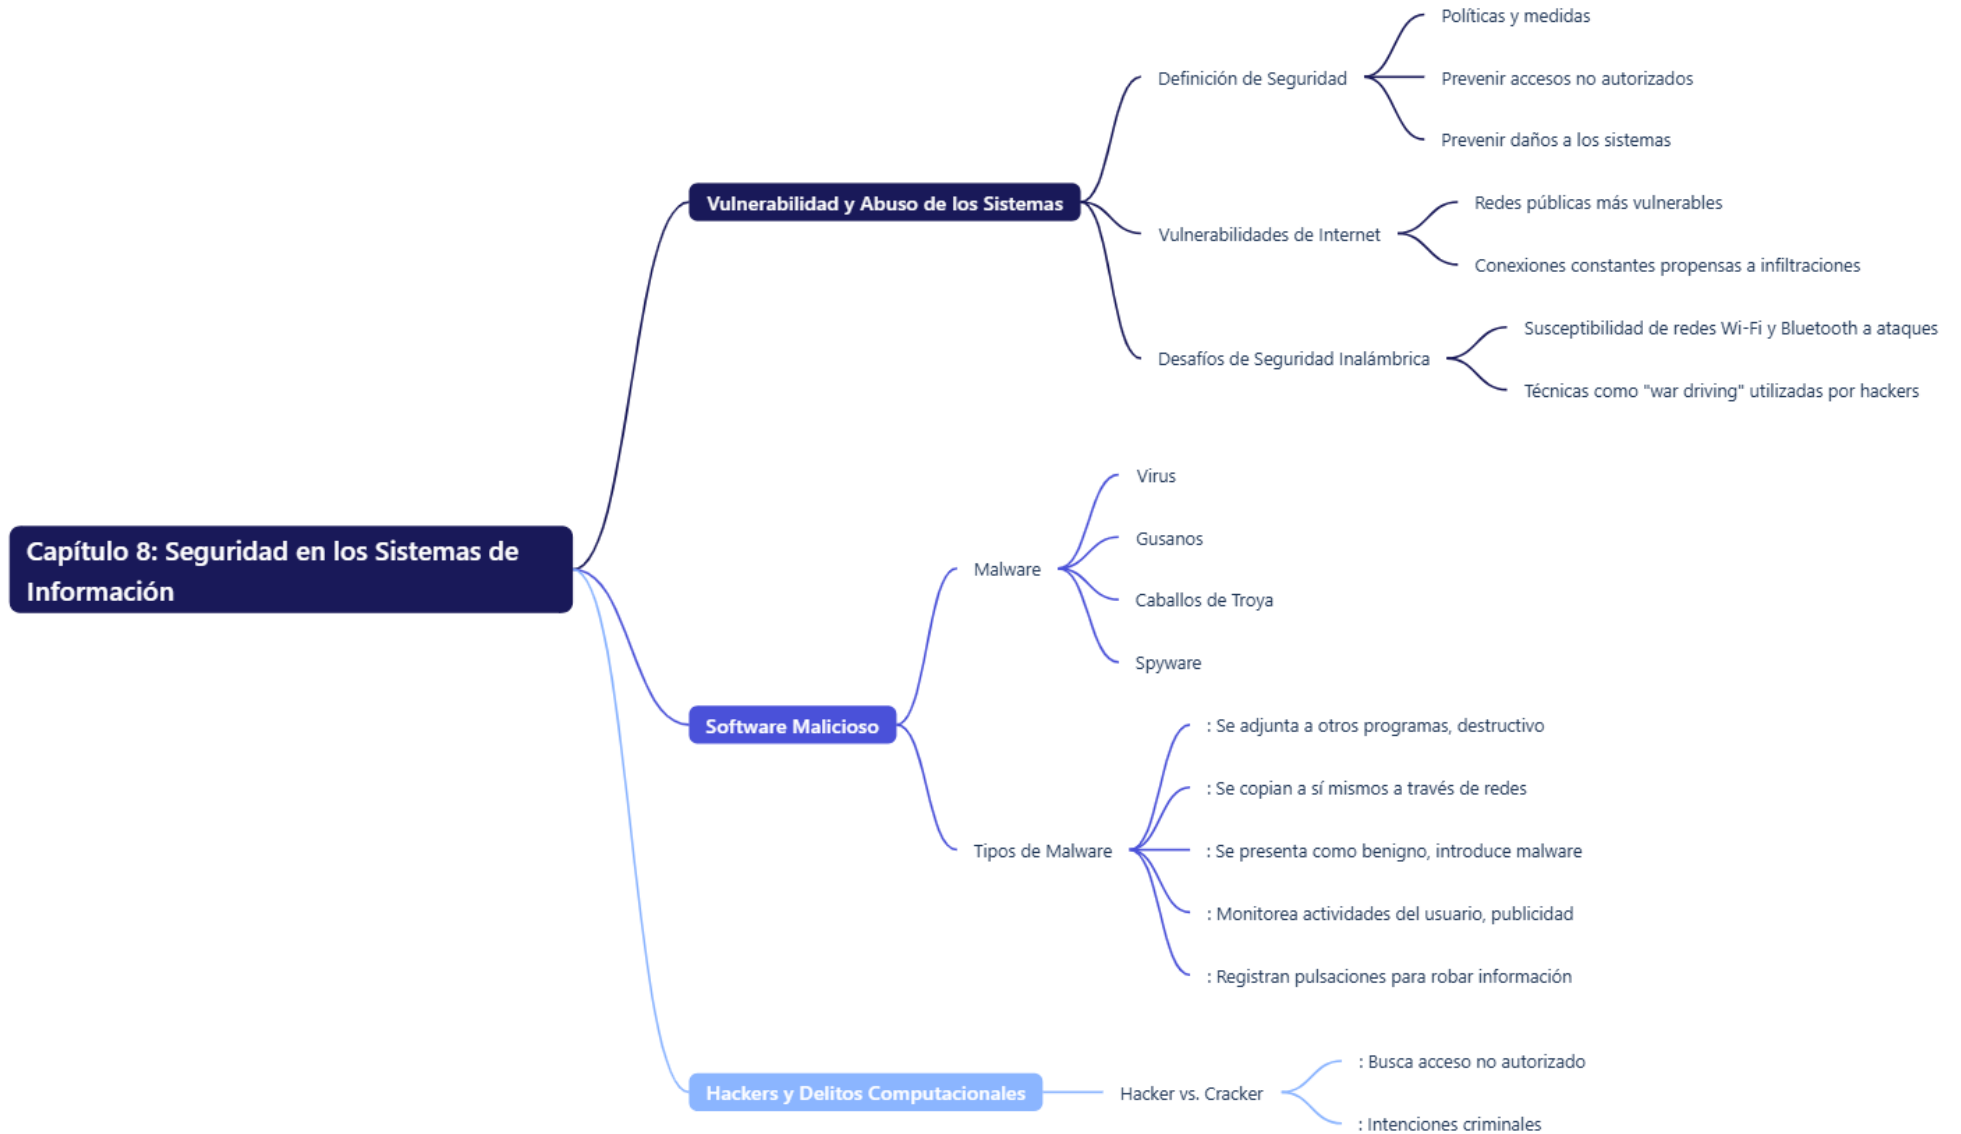 Capítulo 8: Seguridad en los Sistemas de
Información
Vulnerabilidad y Abuso de los Sistemas
Definición de Seguridad
Políticas y medidas
Prevenir accesos no autorizados
Prevenir daños a los sistemas
Vulnerabilidades de Internet
Redes públicas más vulnerables
Conexiones constantes propensas a infiltraciones
Desafíos de Seguridad Inalámbrica
Susceptibilidad de redes Wi-Fi y Bluetooth a ataques
Técnicas como "war driving" utilizadas por hackers
Software Malicioso
Malware
Virus
Gusanos
Caballos de Troya
Spyware
Tipos de Malware
: Se adjunta a otros programas, destructivo
: Se copian a sí mismos a través de redes
: Se presenta como benigno, introduce malware
: Monitorea actividades del usuario, publicidad
: Registran pulsaciones para robar información
Hackers y Delitos Computacionales
Hacker vs. Cracker
: Busca acceso no autorizado
: Intenciones criminales